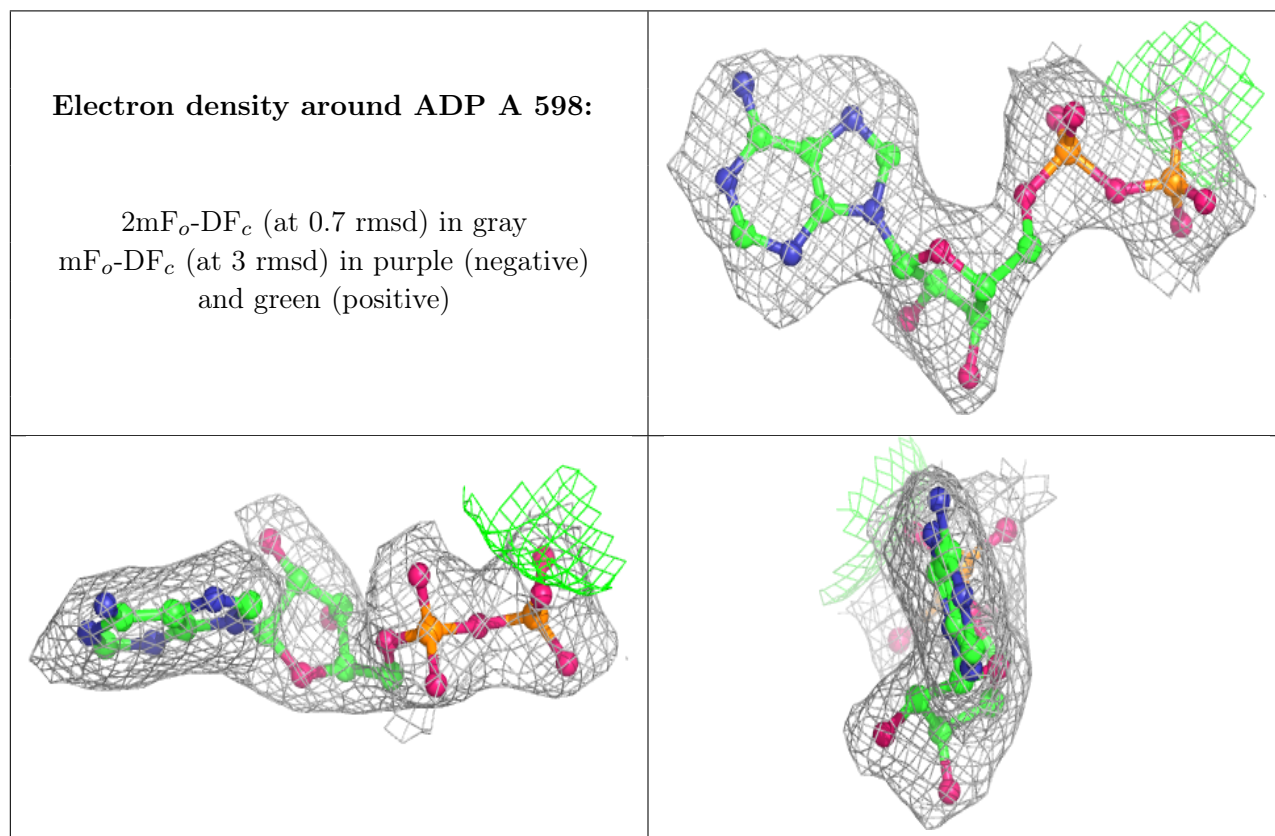 Electron density around ADP A 598:
2mFo-DFc (at 0.7 rmsd) in gray
mFo-DFc (at 3 rmsd) in purple (negative)
and green (positive)